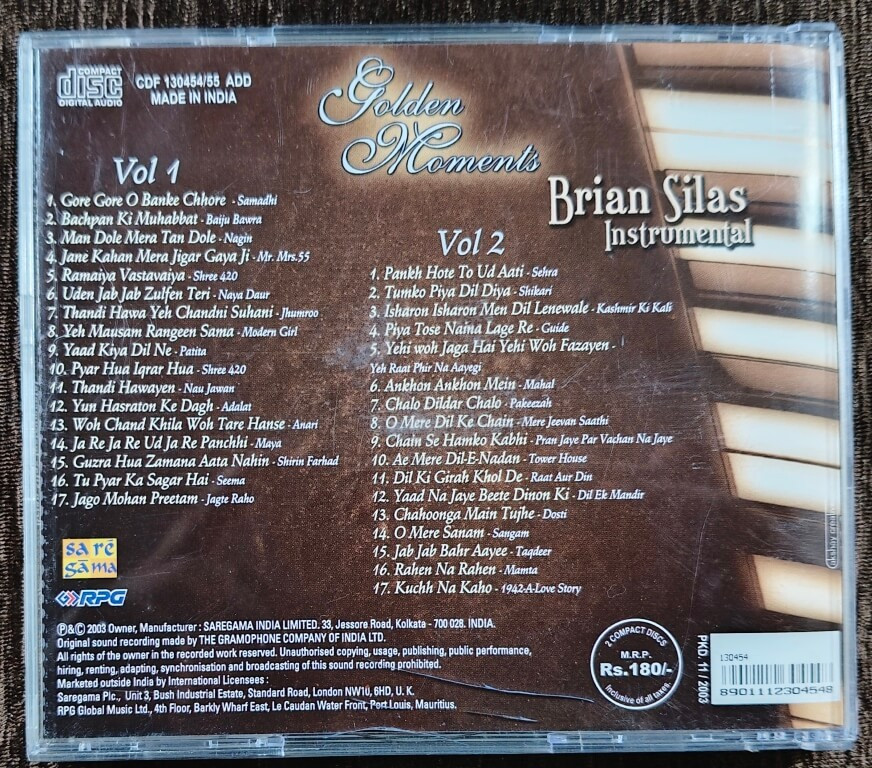 COMPACT
disc
DIGITAL AUDIO
CDF 130454/55 ADD
MADE IN INDIA
Golden
Moments
Brian Silas
Instrumental
Vol 1
1. Gore Gore O Banke Chhore - Samadhi
2. Bachpan Ki Muhabbat - Baiju Bawra
3. Man Dole Mera Tan Dole - Nagin
4. Jane Kahan Mera Jigar Gaya Ji - Mr. Mrs.55
5. Ramaiya Vastavaiya - Shree 420
6. Uden Jab Jab Zulfen Teri - Naya Daur
7. Thandi Hawa Yeh Chandni Suhani - Jhumroo
8. Yeh Mausam Rangeen Sama - Modern Girl
9. Yaad Kiya Dil Ne - Patita
10. Pyar Hua Iqrar Hua - Shree 420
11. Thandi Hawayen - Nau Jawan
12. Yun Hasraton Ke Dagh - Adalat
13. Woh Chand Khila Woh Tare Hanse - Anari
14. Ja Re Ja Re Ud Ja Re Panchhi - Maya
15. Guzra Hua Zamana Aata Nahin - Shirin Farhad
16. Tu Pyar Ka Sagar Hai - Seema
17. Jago Mohan Preetam - Jagte Raho
Vol 2
1. Pankh Hote To Ud Aati - Sehra
2. Tumko Piya Dil Diya - Shikari
3. Isharon Isharon Men Dil Lenewale - Kashmir Ki Kali
4. Piya Tose Naina Lage Re - Guide
5. Yehi woh Jaga Hai Yehi Woh Fazayen -
Yeh Raat Phir Na Aayegi
6. Ankhon Ankhon Mein - Mahal
7. Chalo Dildar Chalo - Pakeezah
8. O Mere Dil Ke Chain - Mere Jeevan Saathi
9. Chain Se Hamko Kabhi - Pran Jaye Par Vachan Na Jaye
10. Ae Mere Dil-E-Nadan - Tower House
11. Dil Ki Girah Khol De - Raat Aur Din
12. Yaad Na Jaye Beete Dinon Ki - Dil Ek Mandir
13. Chahoonga Main Tujhe - Dosti
14. O Mere Sanam - Sangam
15. Jab Jab Bahr Aayee - Taqdeer
16. Rahen Na Rahen - Mamta
17. Kuchh Na Kaho - 1942-A-Love Story
sa rē
gā ma
RPG
℗&© 2003 Owner, Manufacturer : SAREGAMA INDIA LIMITED. 33, Jessore Road, Kolkata - 700 028. INDIA.
Original sound recording made by THE GRAMOPHONE COMPANY OF INDIA LTD.
All rights of the owner in the recorded work reserved. Unauthorised copying, usage, publishing, public performance,
hiring, renting, adapting, synchronisation and broadcasting of this sound recording prohibited.
Marketed outside India by International Licensees :
Saregama Plc., Unit 3, Bush Industrial Estate, Standard Road, London NW10, 6HD, U. K.
RPG Global Music Ltd., 4th Floor, Barkly Wharf East, Le Caudan Water Front, Port Louis, Mauritius.
2 COMPACT DISCS
M.R.P.
Rs.180/-
Inclusive of all taxes.
PKD 11/2003
130454
8901112304548